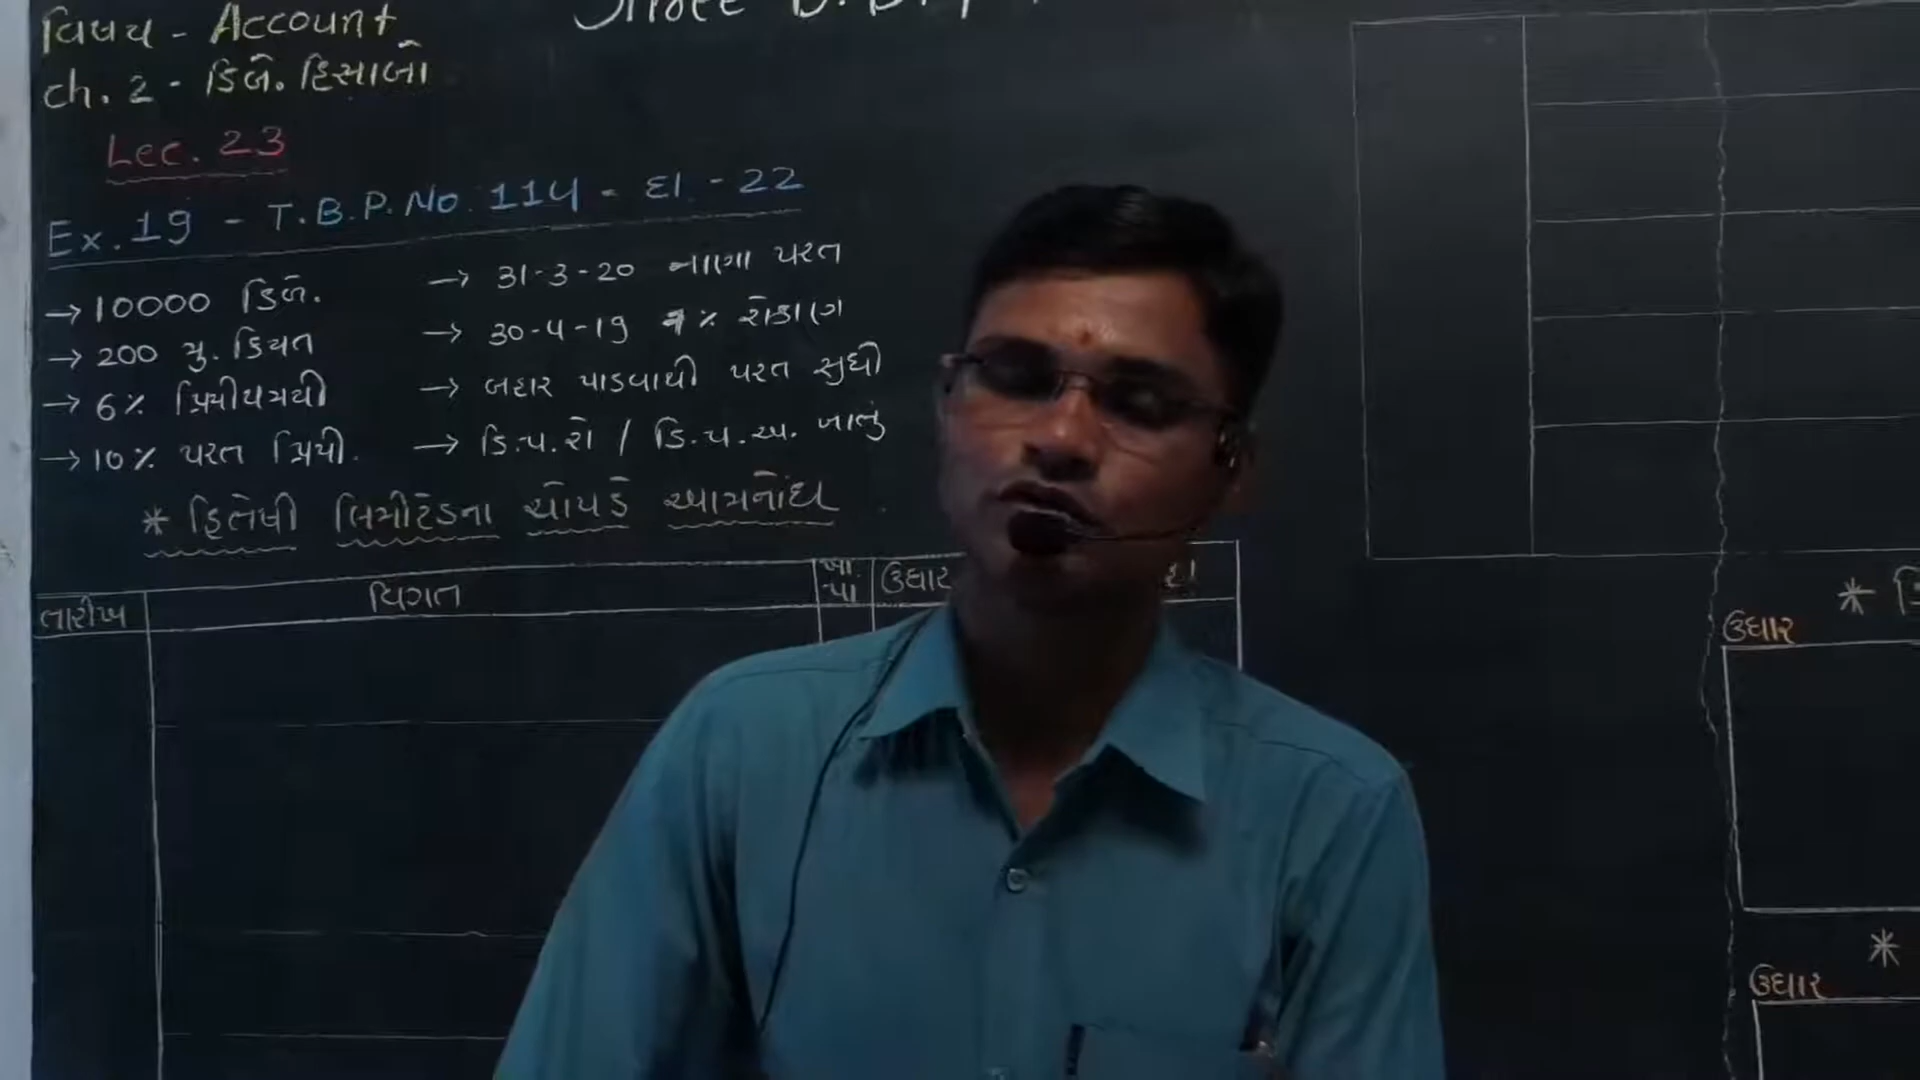 વિષય - Account
ch. 2 - ડિબે. હિસાબો
Lec. 23
Ex. 19 - T.B.P.No. 114 - દા. - 22
→ 10000 ડિબે.
→ 200 મુ. કિંમત
→ 6% પ્રિમીયમથી
→ 10% પરત પ્રિમી.
→ 31-3-20 નાણા પરત
→ 30-4-19 % રોકાણ
→ બહાર પાડવાથી પરત સુધી
→ ડિ.પ.રો / ડિ.પ.અ. ખાતું
* હિતેષી લિમીટેડના ચોપડે આમનોંધ
તારીખ વિગત ખા. પા ઉધાર
*
ઉધાર
*
ઉધાર